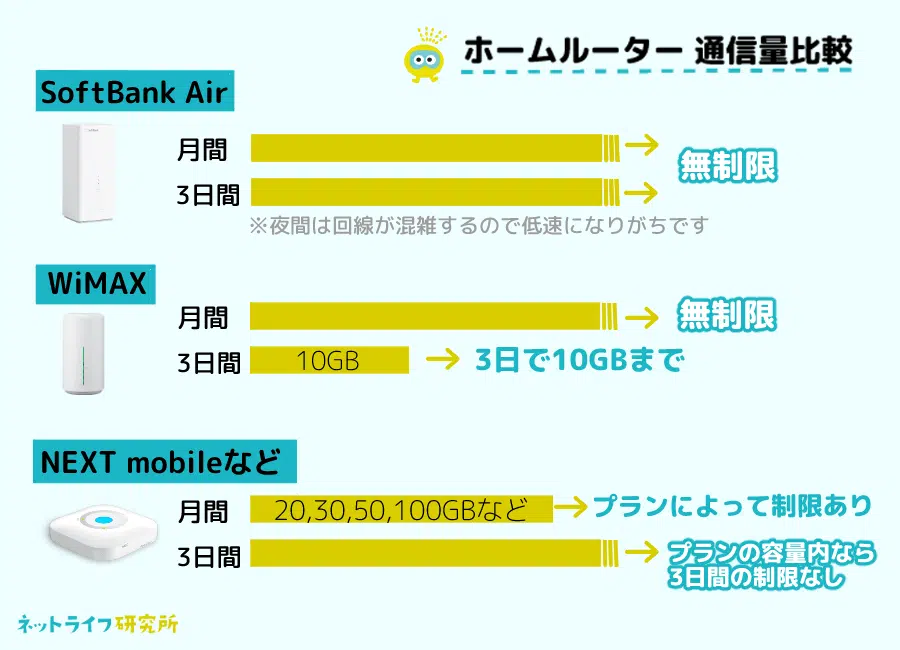 ホームルーター 通信量比較
SoftBank Air
月間
無制限
3日間
※夜間は回線が混雑するので低速になりがちです
WiMAX
月間
無制限
3日間
10GB
3日で10GBまで
NEXT mobileなど
月間
20,30,50,100GBなど
プランによって制限あり
3日間
プランの容量内なら
3日間の制限なし
ネットライフ研究所